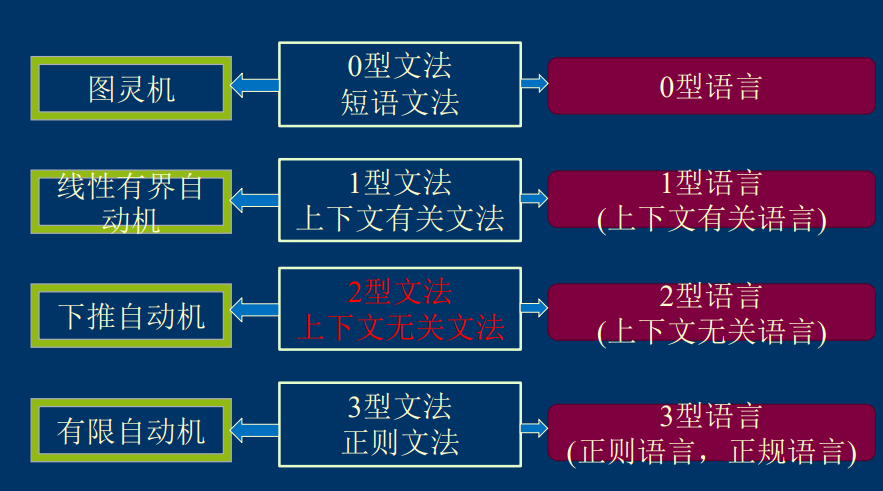 图灵机
0型文法
短语文法
0型语言
线性有界自
动机
1型文法
上下文有关文法
1型语言
(上下文有关语言)
下推自动机
2型文法
上下文无关文法
2型语言
(上下文无关语言)
有限自动机
3型文法
正则文法
3型语言
(正则语言，正规语言)